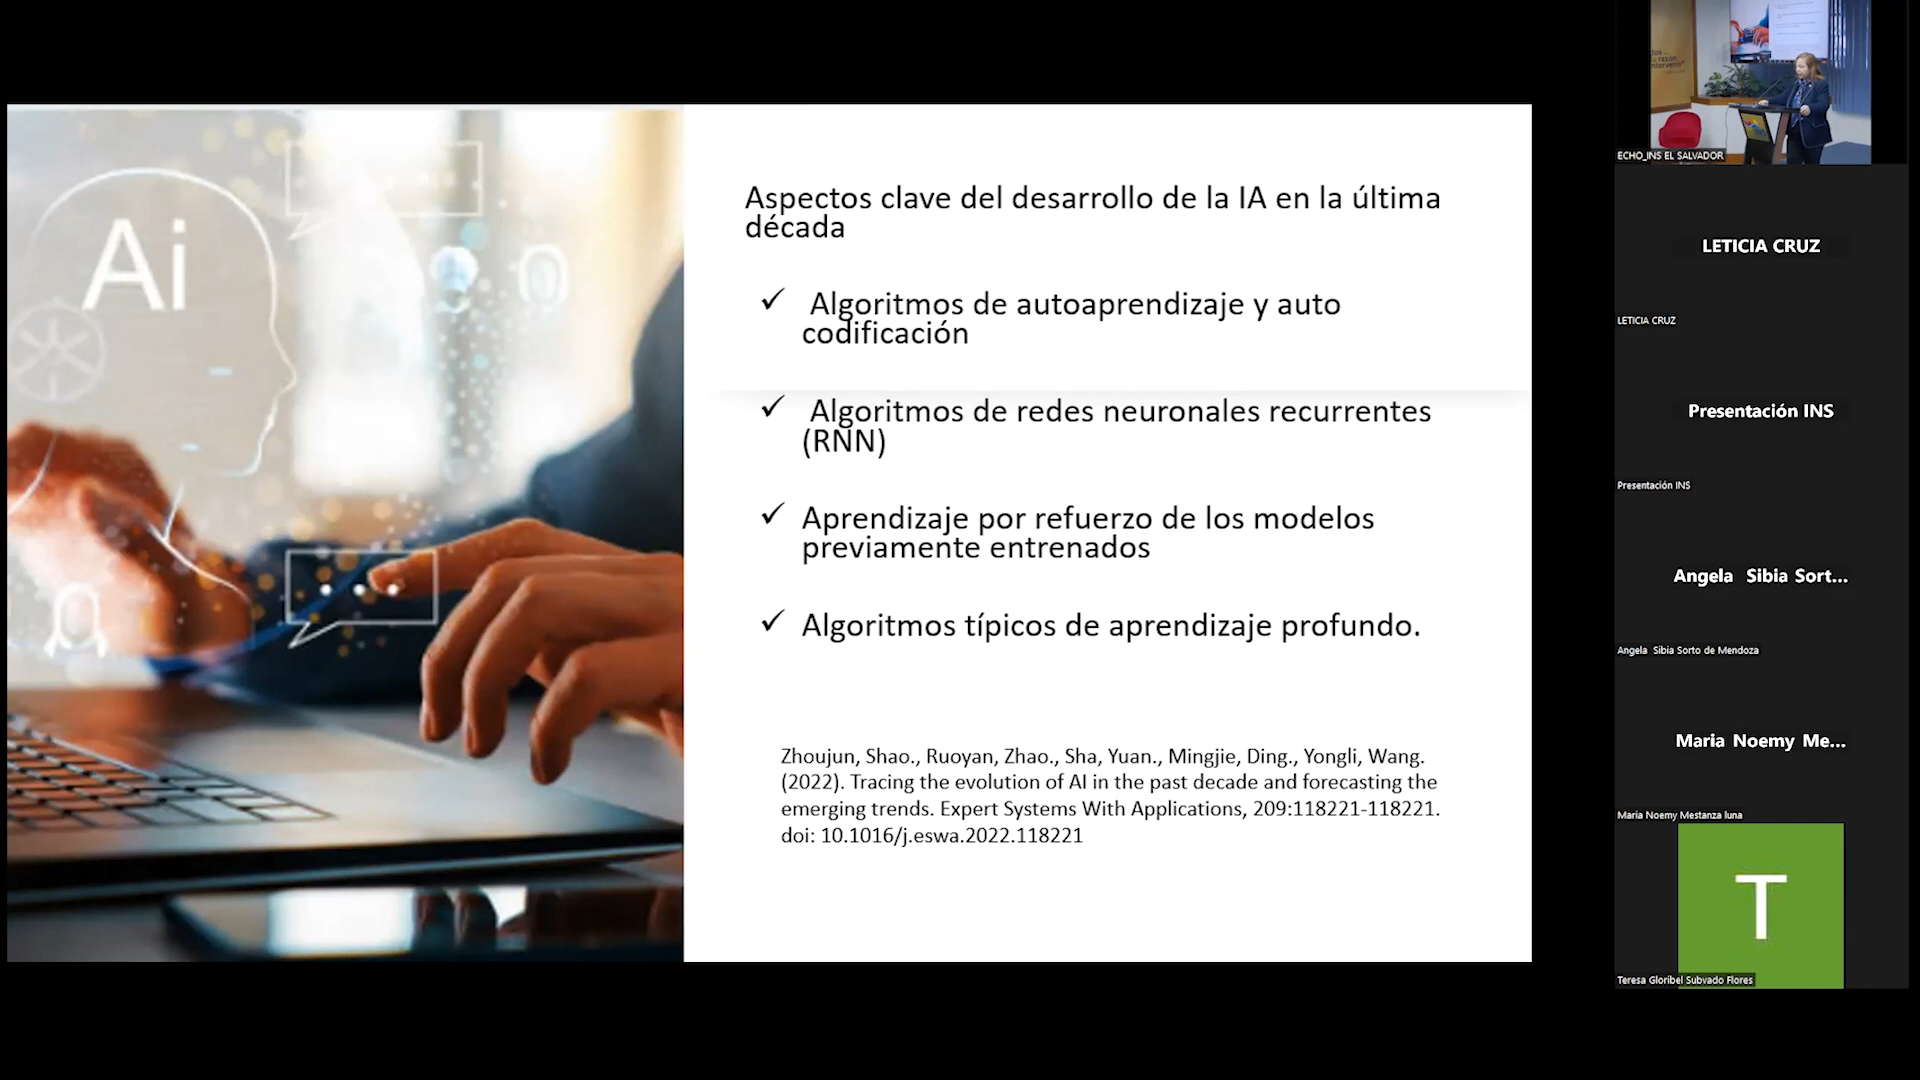 Ai
Aspectos clave del desarrollo de la IA en la última
década
✓ Algoritmos de autoaprendizaje y auto
codificación
✓ Algoritmos de redes neuronales recurrentes
(RNN)
✓ Aprendizaje por refuerzo de los modelos
previamente entrenados
✓ Algoritmos típicos de aprendizaje profundo.
Zhoujun, Shao., Ruoyan, Zhao., Sha, Yuan., Mingjie, Ding., Yongli, Wang.
(2022). Tracing the evolution of AI in the past decade and forecasting the
emerging trends. Expert Systems With Applications, 209:118221-118221.
doi: 10.1016/j.eswa.2022.118221
razón
ECHO_INS EL SALVADOR
LETICIA CRUZ
LETICIA CRUZ
Presentación INS
Presentación INS
Angela Sibia Sort...
Angela Sibia Sorto de Mendoza
Maria Noemy Me...
Maria Noemy Mestanza luna
T
Teresa Gloribel Subvado Flores